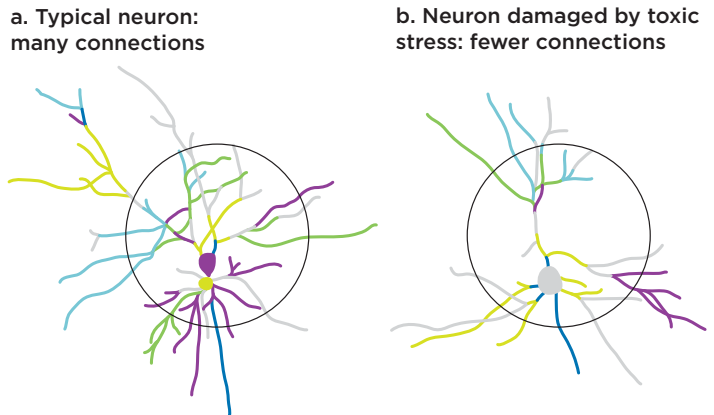 a. Typical neuron:
many connections
b. Neuron damaged by toxic
stress: fewer connections